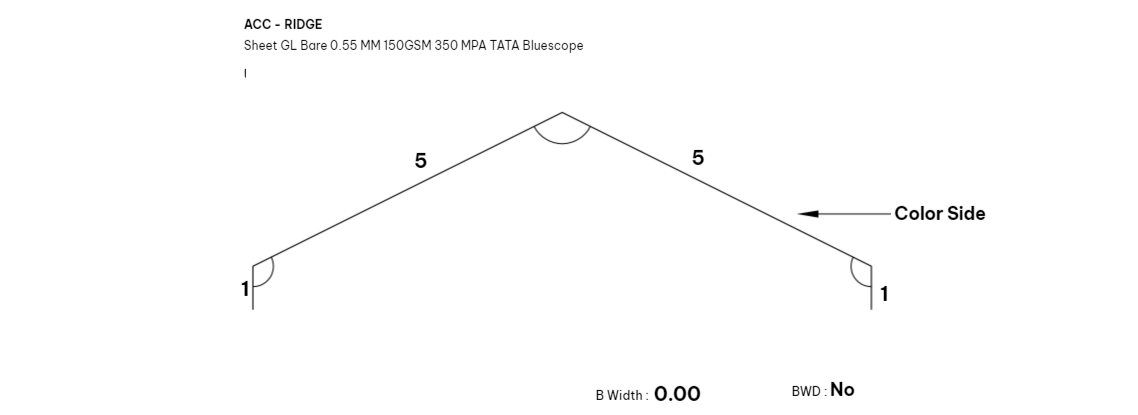 ACC - RIDGE
Sheet GL Bare 0.55 MM 150GSM 350 MPA TATA Bluescope
I
5
5
Color Side
1
1
B Width : 0.00
BWD : No